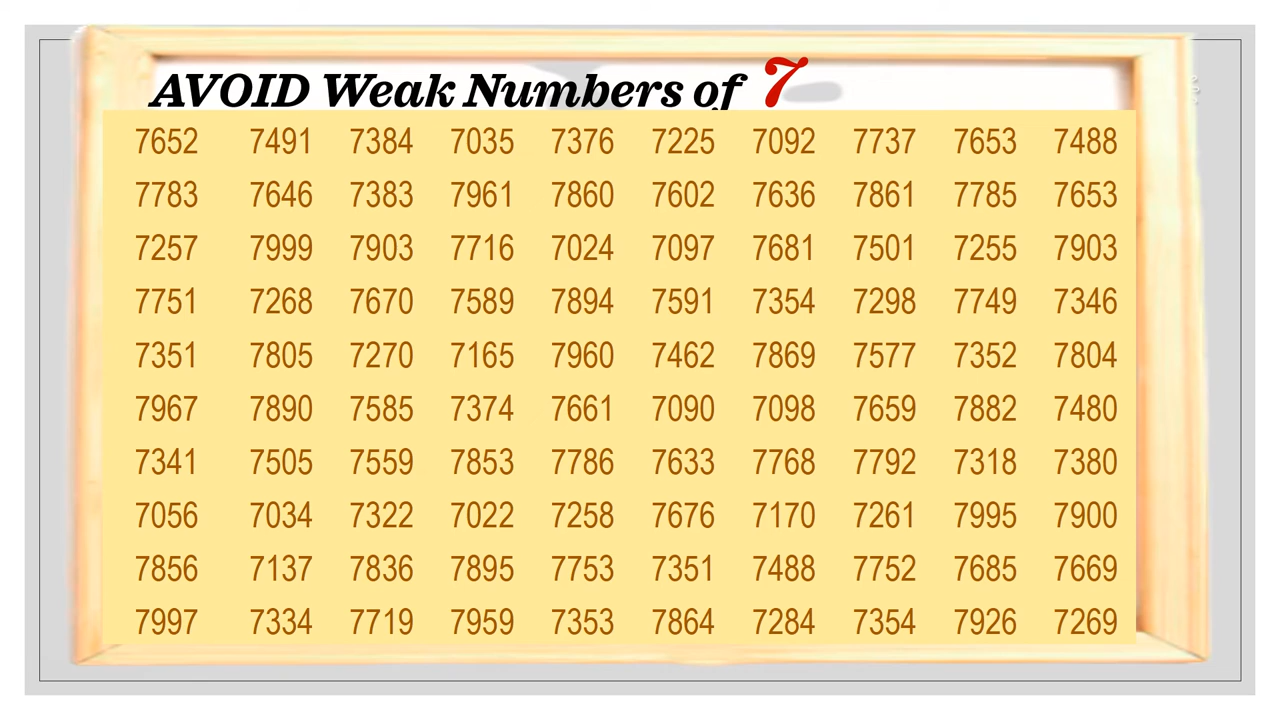 AVOID Weak Numbers of 7
7652 7491 7384 7035 7376 7225 7092 7737 7653 7488
7783 7646 7383 7961 7860 7602 7636 7861 7785 7653
7257 7999 7903 7716 7024 7097 7681 7501 7255 7903
7751 7268 7670 7589 7894 7591 7354 7298 7749 7346
7351 7805 7270 7165 7960 7462 7869 7577 7352 7804
7967 7890 7585 7374 7661 7090 7098 7659 7882 7480
7341 7505 7559 7853 7786 7633 7768 7792 7318 7380
7056 7034 7322 7022 7258 7676 7170 7261 7995 7900
7856 7137 7836 7895 7753 7351 7488 7752 7685 7669
7997 7334 7719 7959 7353 7864 7284 7354 7926 7269